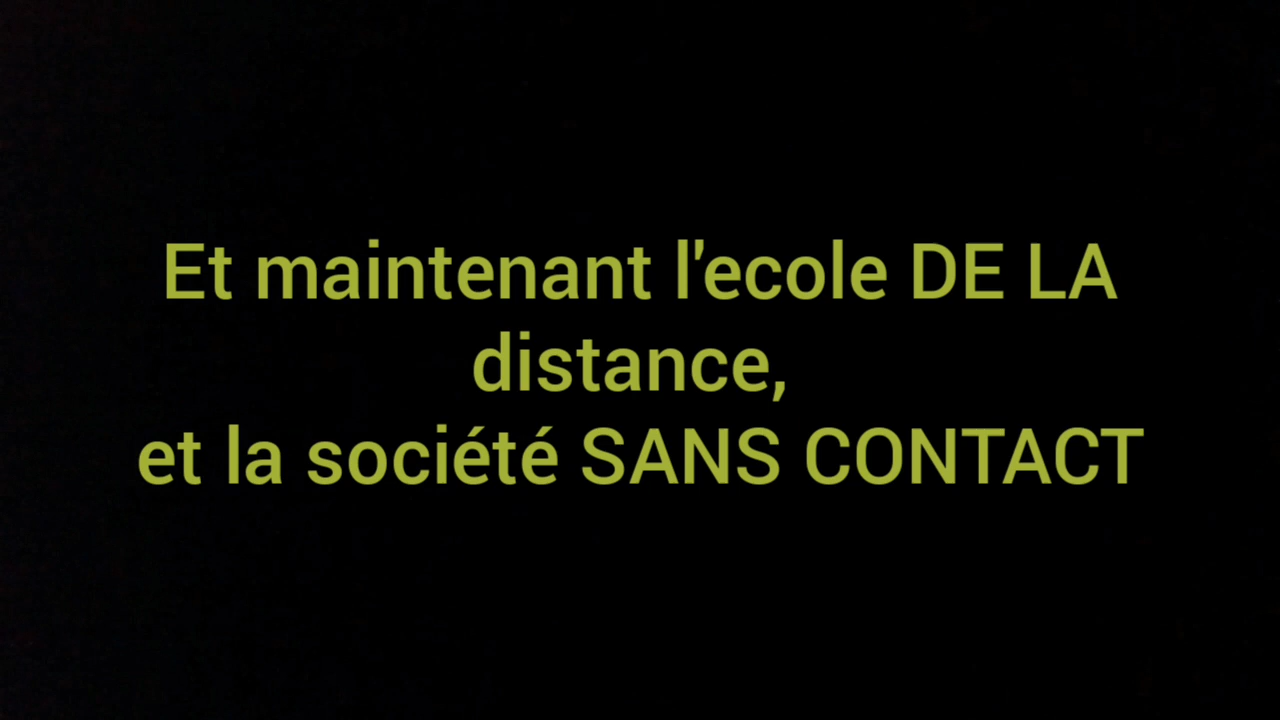 Et maintenant l'ecole DE LA
distance,
et la société SANS CONTACT